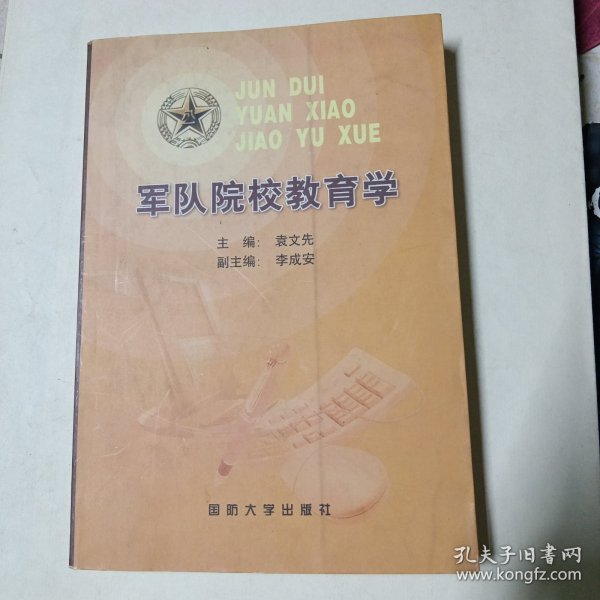 JUN DUI
YUAN XIAO
JIAO YU XUE
军队院校教育学
主 编: 袁文先
副主编: 李成安
国防大学出版社
孔夫子旧书网
www.kongfz.com